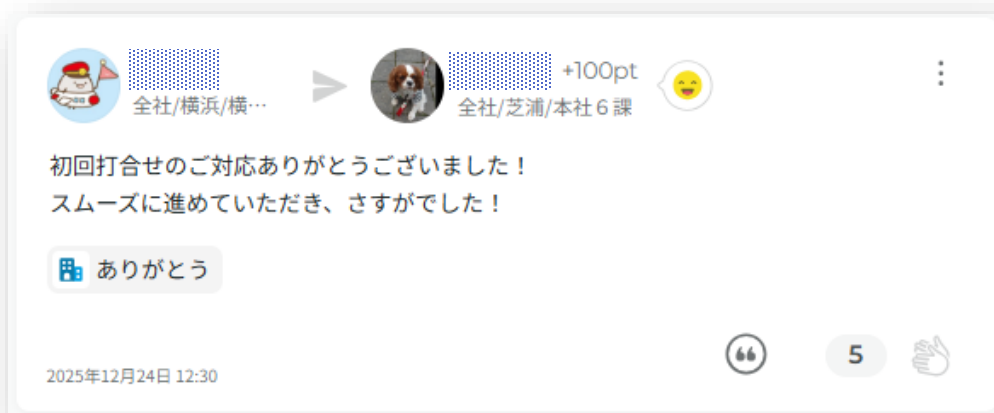 +100pt
全社/横浜/横…
全社/芝浦/本社6課
初回打合せのご対応ありがとうございました！
スムーズに進めていただき、さすがでした！
ありがとう
5
2025年12月24日 12:30